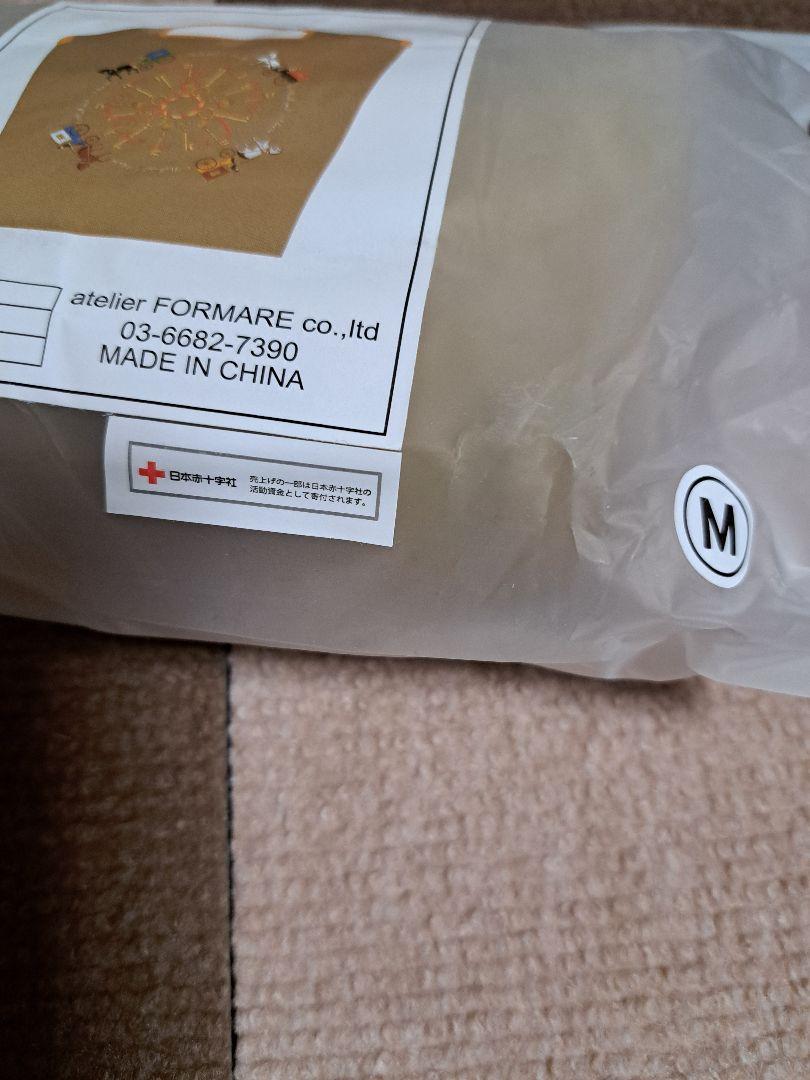 atelier FORMARE co.,ltd
03-6682-7390
MADE IN CHINA
日本赤十字社
売上げの一部は日本赤十字社の
活動資金として寄付されます。
M